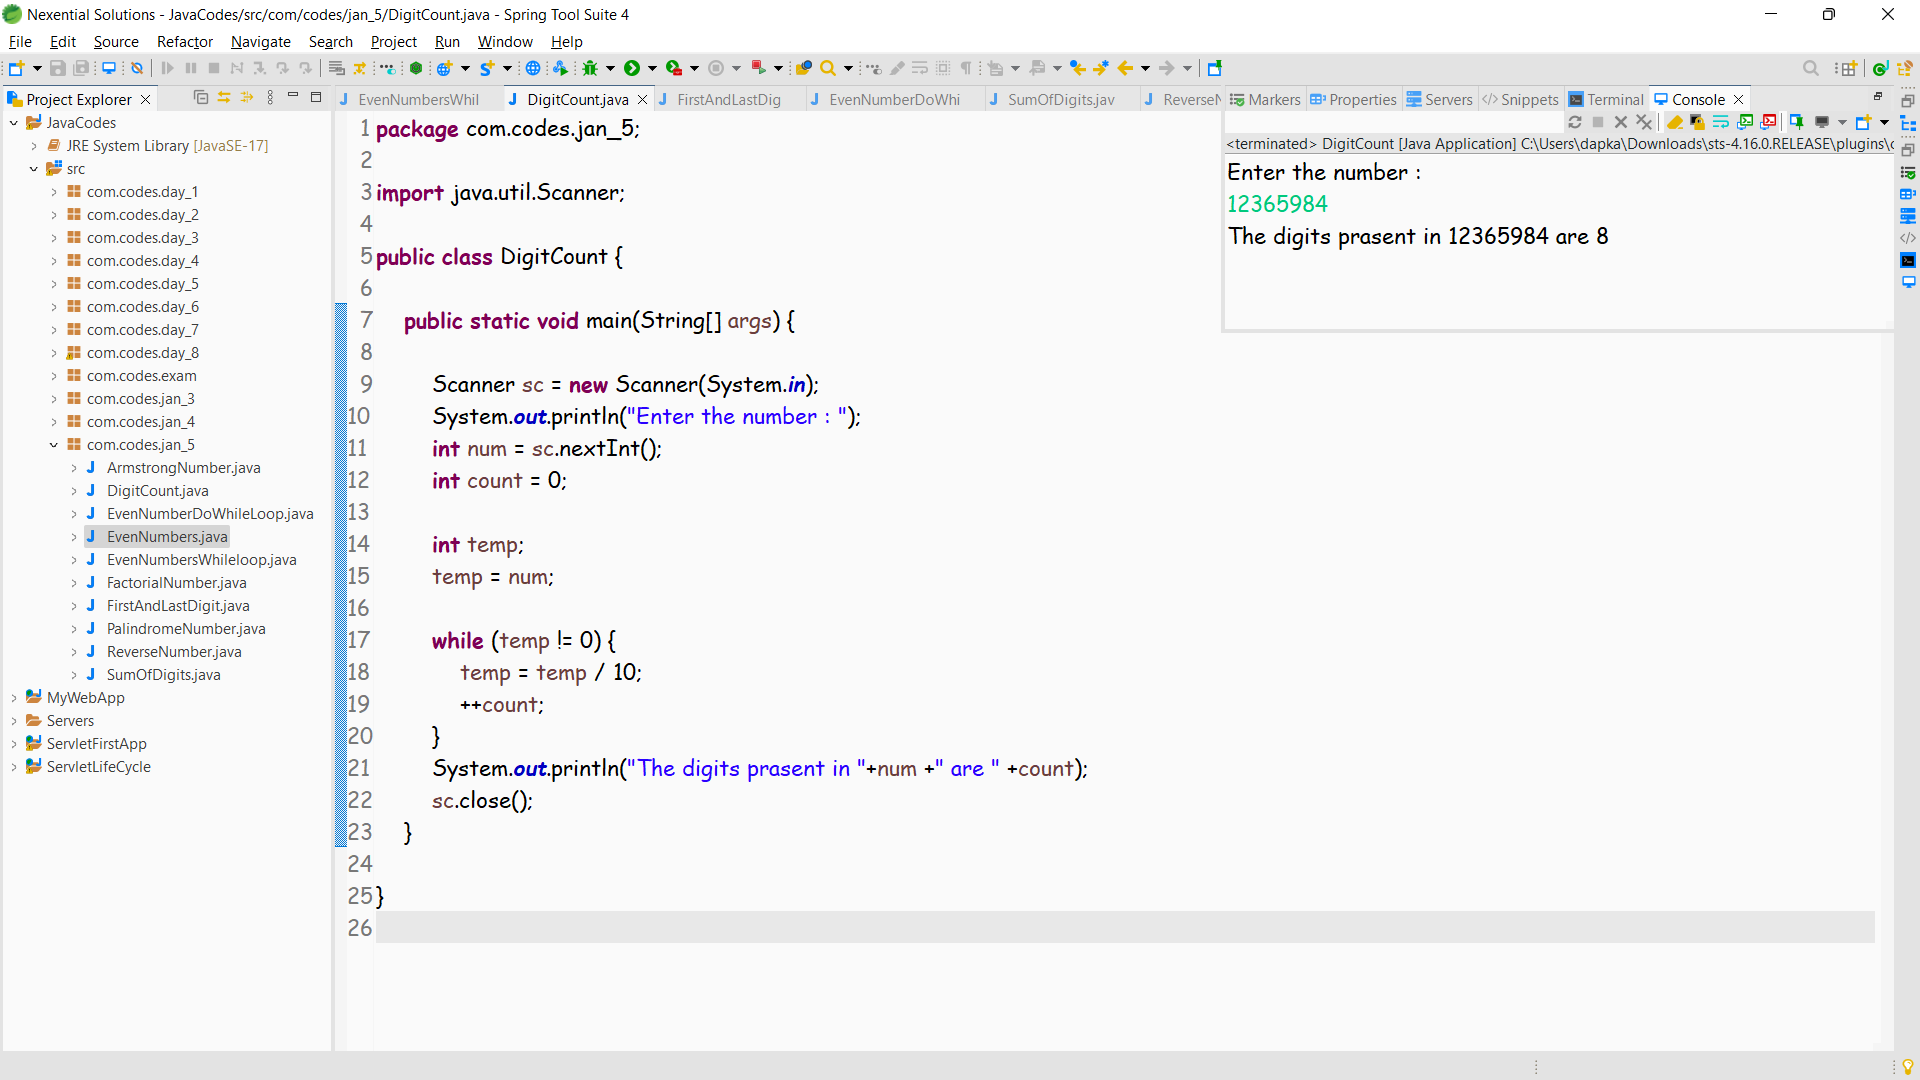 Nexential Solutions - JavaCodes/src/com/codes/jan_5/DigitCount.java - Spring Tool Suite 4
File Edit Source Refactor Navigate Search Project Run Window Help
Project Explorer
JavaCodes
JRE System Library [JavaSE-17]
src
com.codes.day_1
com.codes.day_2
com.codes.day_3
com.codes.day_4
com.codes.day_5
com.codes.day_6
com.codes.day_7
com.codes.day_8
com.codes.exam
com.codes.jan_3
com.codes.jan_4
com.codes.jan_5
ArmstrongNumber.java
DigitCount.java
EvenNumberDoWhileLoop.java
EvenNumbers.java
EvenNumbersWhileloop.java
FactorialNumber.java
FirstAndLastDigit.java
PalindromeNumber.java
ReverseNumber.java
SumOfDigits.java
MyWebApp
Servers
ServletFirstApp
ServletLifeCycle
EvenNumbersWhil DigitCount.java FirstAndLastDig EvenNumberDoWhi SumOfDigits.jav ReverseN
1 package com.codes.jan_5;
2
3 import java.util.Scanner;
4
5 public class DigitCount {
6
7 public static void main(String[] args) {
8
9 Scanner sc = new Scanner(System.in);
10 System.out.println("Enter the number : ");
11 int num = sc.nextInt();
12 int count = 0;
13
14 int temp;
15 temp = num;
16
17 while (temp != 0) {
18 temp = temp / 10;
19 ++count;
20 }
21 System.out.println("The digits prasent in "+num +" are " +count);
22 sc.close();
23 }
24
25 }
26
Markers Properties Servers Snippets Terminal Console
<terminated> DigitCount [Java Application] C:\Users\dapka\Downloads\sts-4.16.0.RELEASE\plugins\
Enter the number :
12365984
The digits prasent in 12365984 are 8